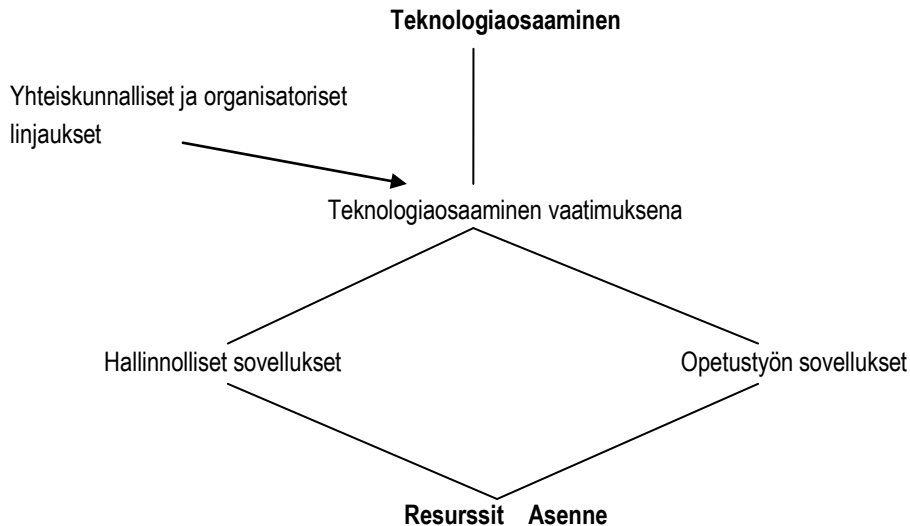 Teknologiaosaaminen
Yhteiskunnalliset ja organisatoriset
linjaukset
Teknologiaosaaminen vaatimuksena
Hallinnolliset sovellukset
Opetustyön sovellukset
Resurssit Asenne